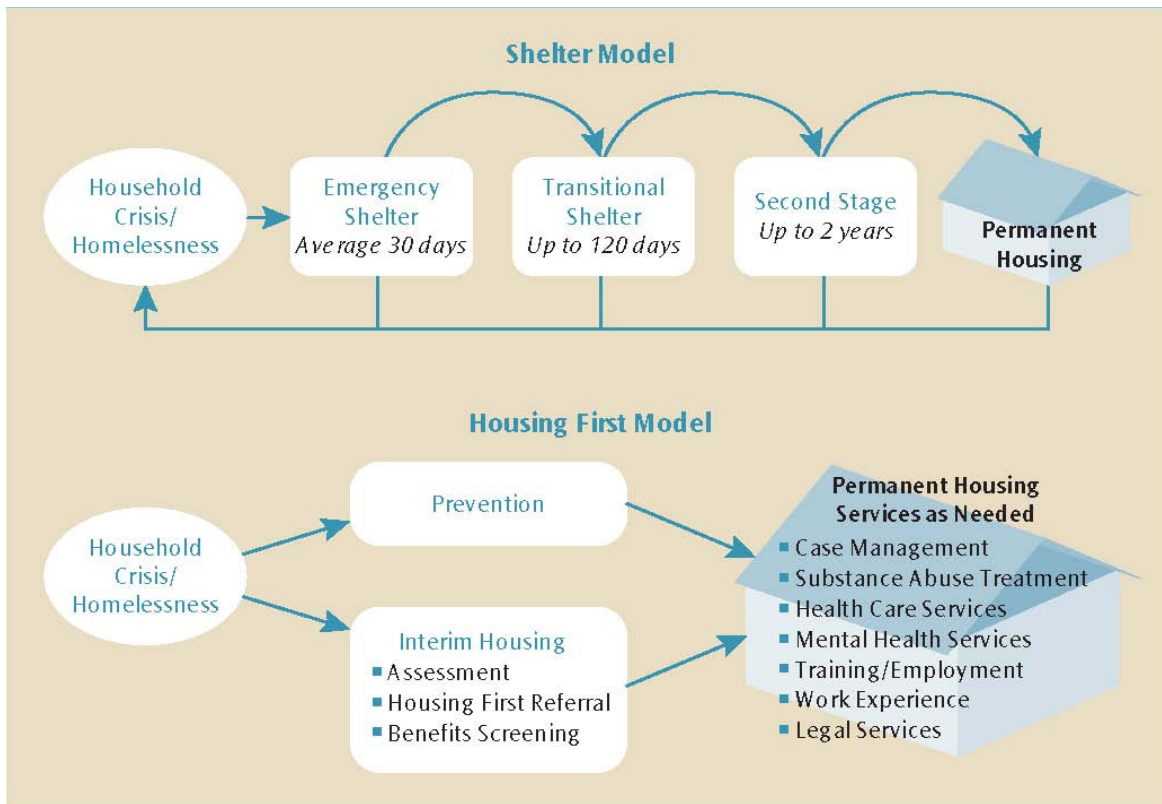 Shelter Model
Household
Crisis/
Homelessness
Emergency
Shelter
Average 30 days
Transitional
Shelter
Up to 120 days
Second Stage
Up to 2 years
Permanent
Housing
Housing First Model
Household
Crisis/
Homelessness
Prevention
Interim Housing
▪ Assessment
▪ Housing First Referral
▪ Benefits Screening
Permanent Housing
Services as Needed
▪ Case Management
▪ Substance Abuse Treatment
▪ Health Care Services
▪ Mental Health Services
▪ Training/Employment
▪ Work Experience
▪ Legal Services